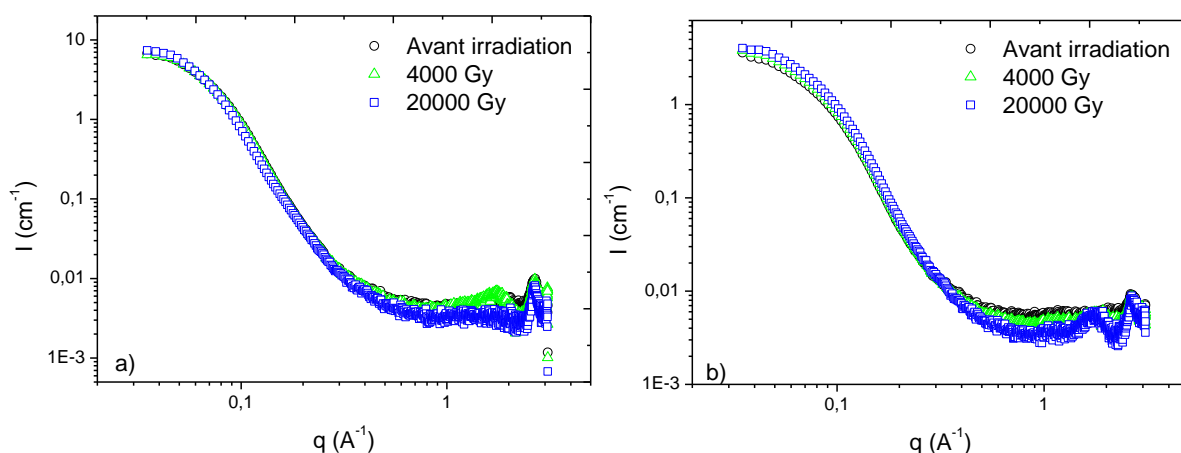 Avant irradiation
4000 Gy
20000 Gy
10
1
0,1
0,01
1E-3
I (cm-1)
a)
0,1
1
q (A-1)
Avant irradiation
4000 Gy
20000 Gy
1
0,1
0,01
1E-3
I (cm-1)
b)
0,1
1
q (A-1)